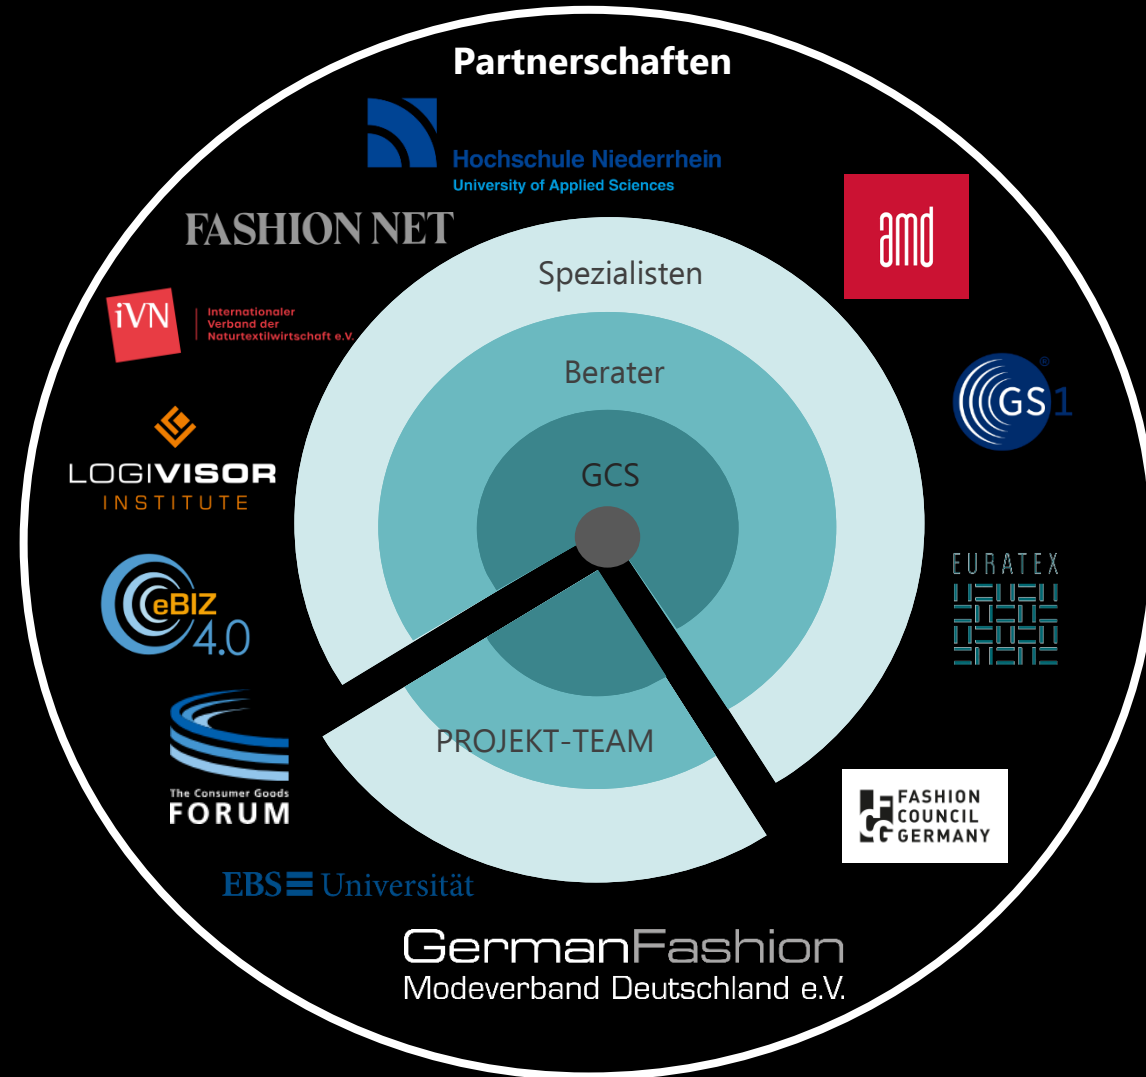 Partnerschaften
Hochschule Niederrhein
University of Applied Sciences
FASHION NET
amd
Spezialisten
iVN
Internationaler
Verband der
Naturtextilwirtschaft e.V.
Berater
GS1
®
LOGIVISOR
INSTITUTE
GCS
eBIZ
4.0
EURATEX
PROJEKT-TEAM
The Consumer Goods
FORUM
FCG
FASHION
COUNCIL
GERMANY
EBS Universität
GermanFashion
Modeverband Deutschland e.V.